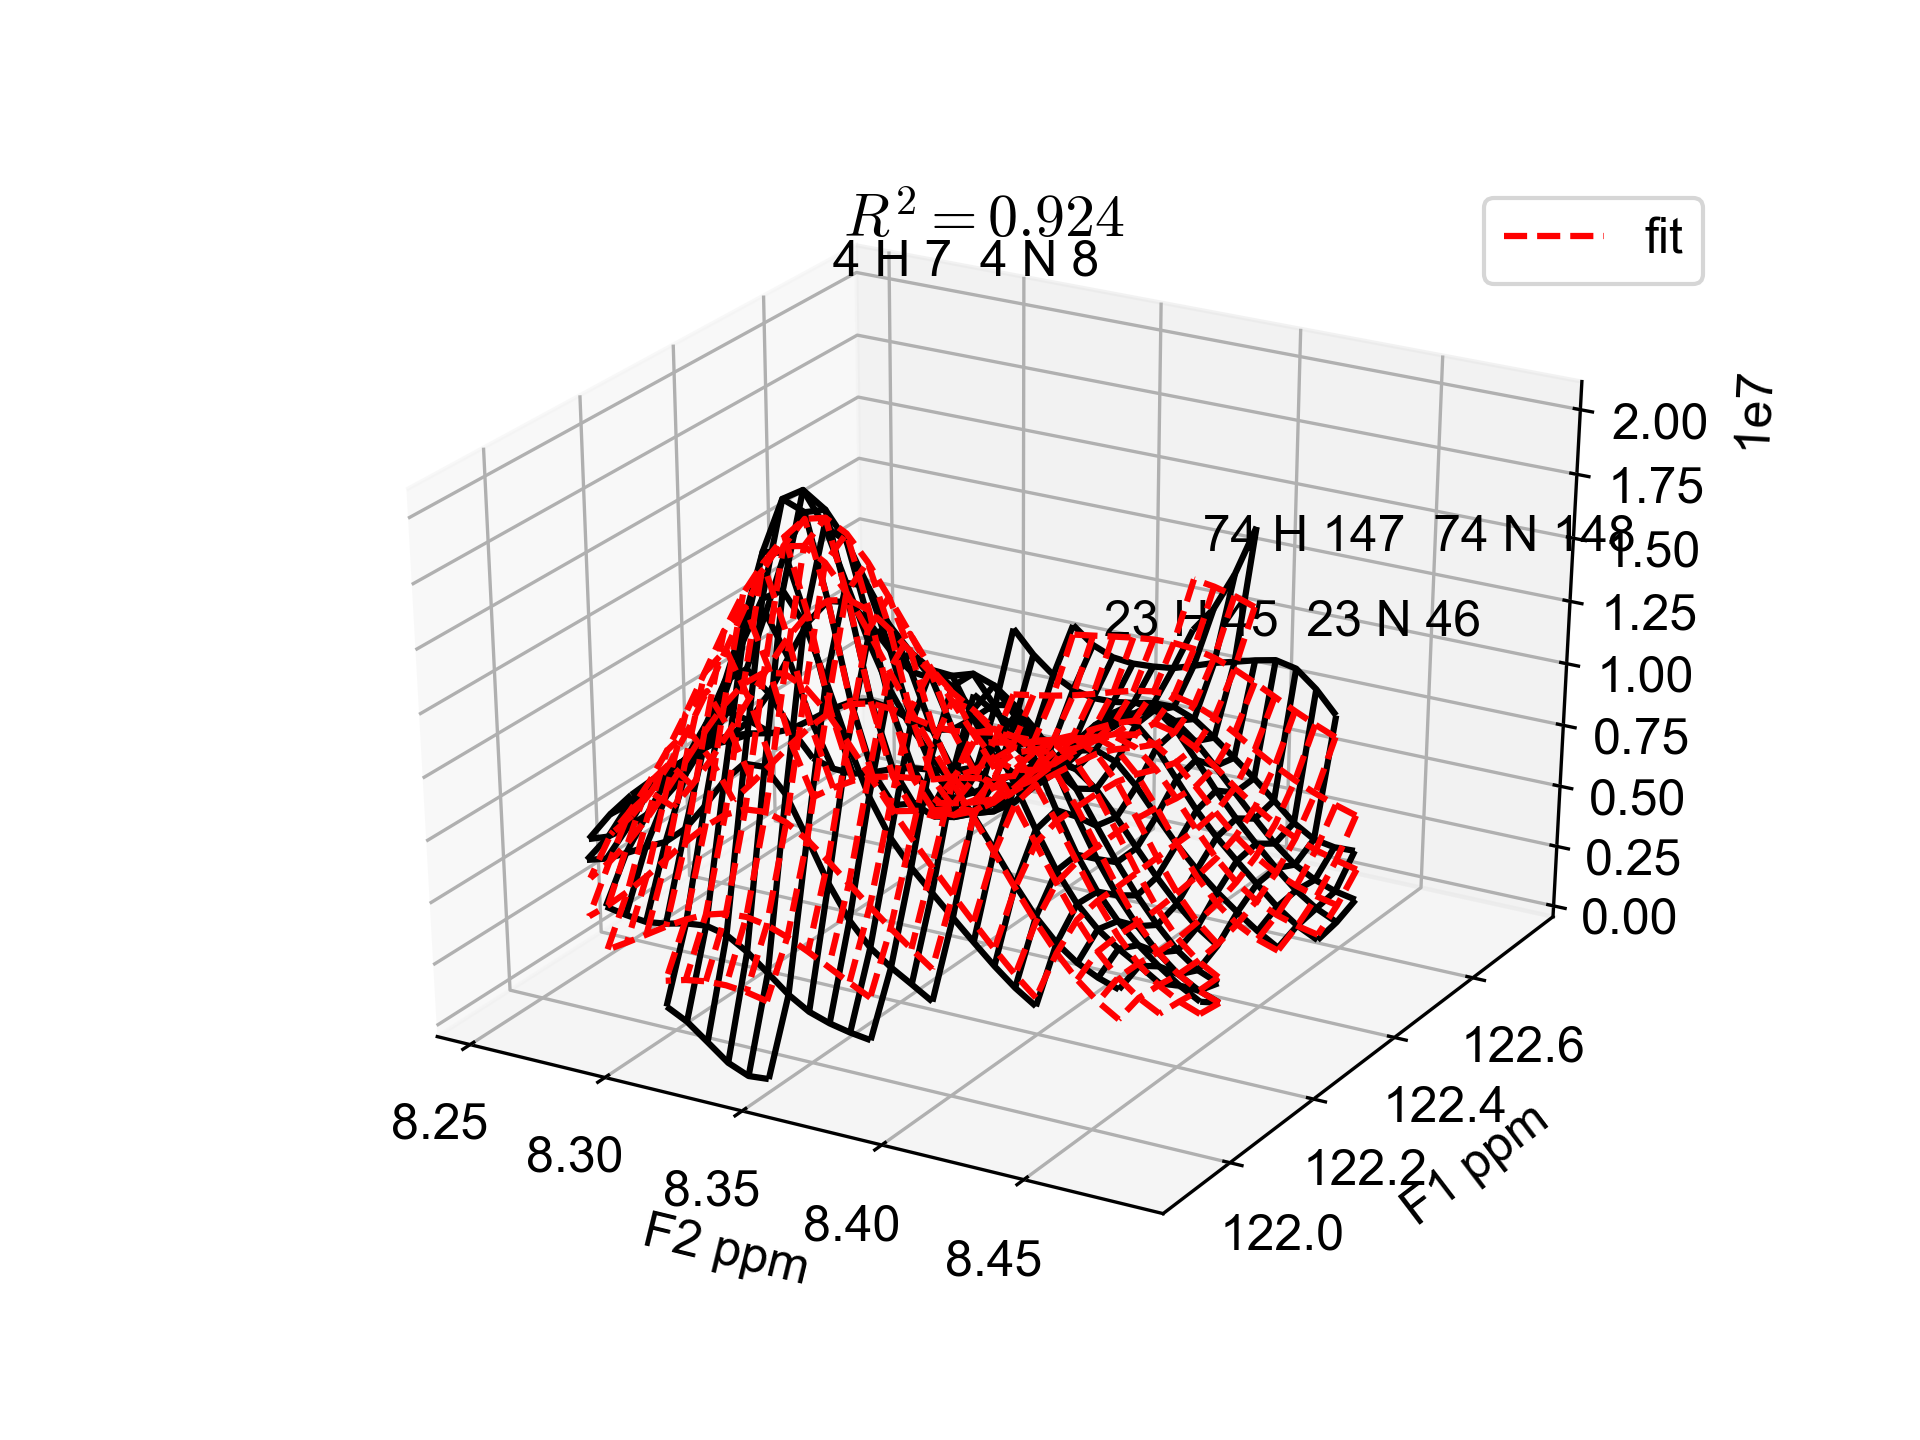 R² = 0.924
fit
4 H 7 4 N 8
1e7
74 H 147 74 N 148
23 H 45 23 N 46
2.00
1.75
1.50
1.25
1.00
0.75
0.50
0.25
0.00
8.25
8.30
8.35
8.40
8.45
F2 ppm
122.6
122.4
122.2
122.0
F1 ppm